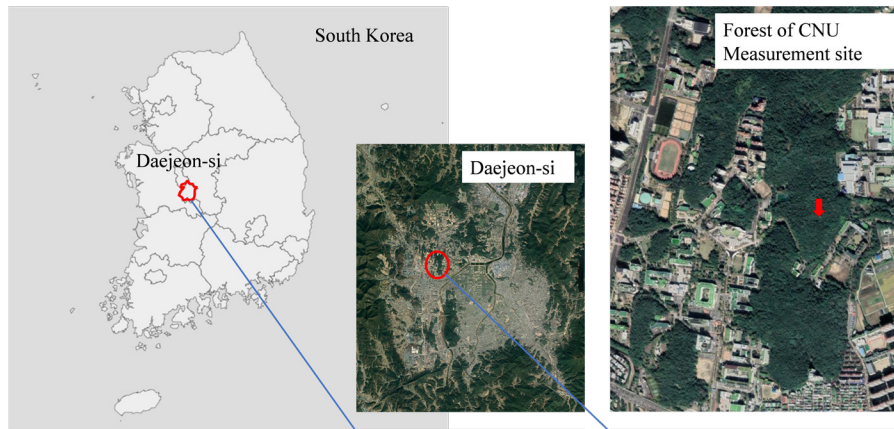 South Korea
Daejeon-si
Daejeon-si
Forest of CNU
Measurement site